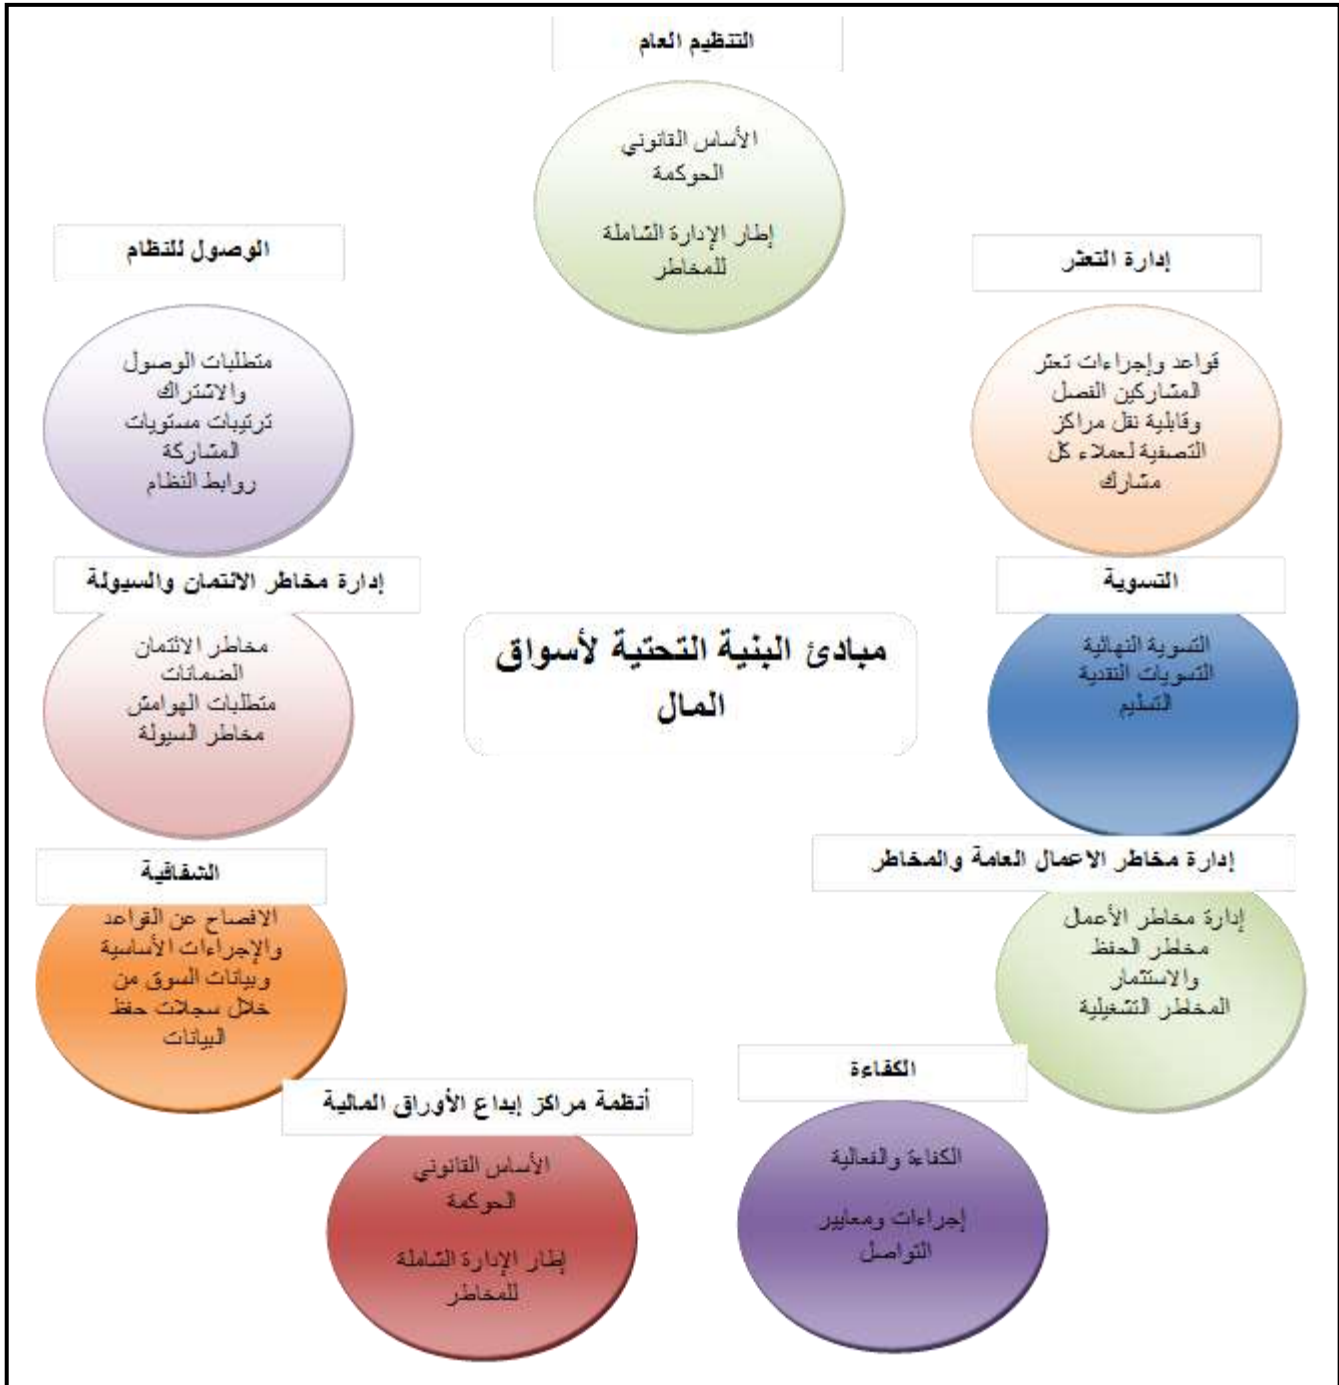 التنظيم العام
الأساس القانوني
الحوكمة
إطار الإدارة الشاملة
للمخاطر
إدارة التعثر
قواعد وإجراءات تعثر
المشاركين الفصل
وقابلية نقل مراكز
التصفية لعملاء كل
مشارك
الوصول للنظام
متطلبات الوصول
والاشتراك
ترتيبات مستويات
المشاركة
روابط النظام
التسوية
التسوية النهائية
التسويات النقدية
التسليم
مبادئ البنية التحتية لأسواق
المال
إدارة مخاطر الائتمان والسيولة
مخاطر الائتمان
الضمانات
متطلبات الهوامش
مخاطر السيولة
إدارة مخاطر الاعمال العامة والمخاطر
إدارة مخاطر الأعمال
مخاطر الحفظ
والاستثمار
المخاطر التشغيلية
الشفافية
الافصاح عن القواعد
والإجراءات الأساسية
وبيانات السوق من
خلال سجلات حفظ
البيانات
الكفاءة
الكفاءة والفعالية
إجراءات ومعايير
التواصل
أنظمة مراكز إيداع الأوراق المالية
الأساس القانوني
الحوكمة
إطار الإدارة الشاملة
للمخاطر